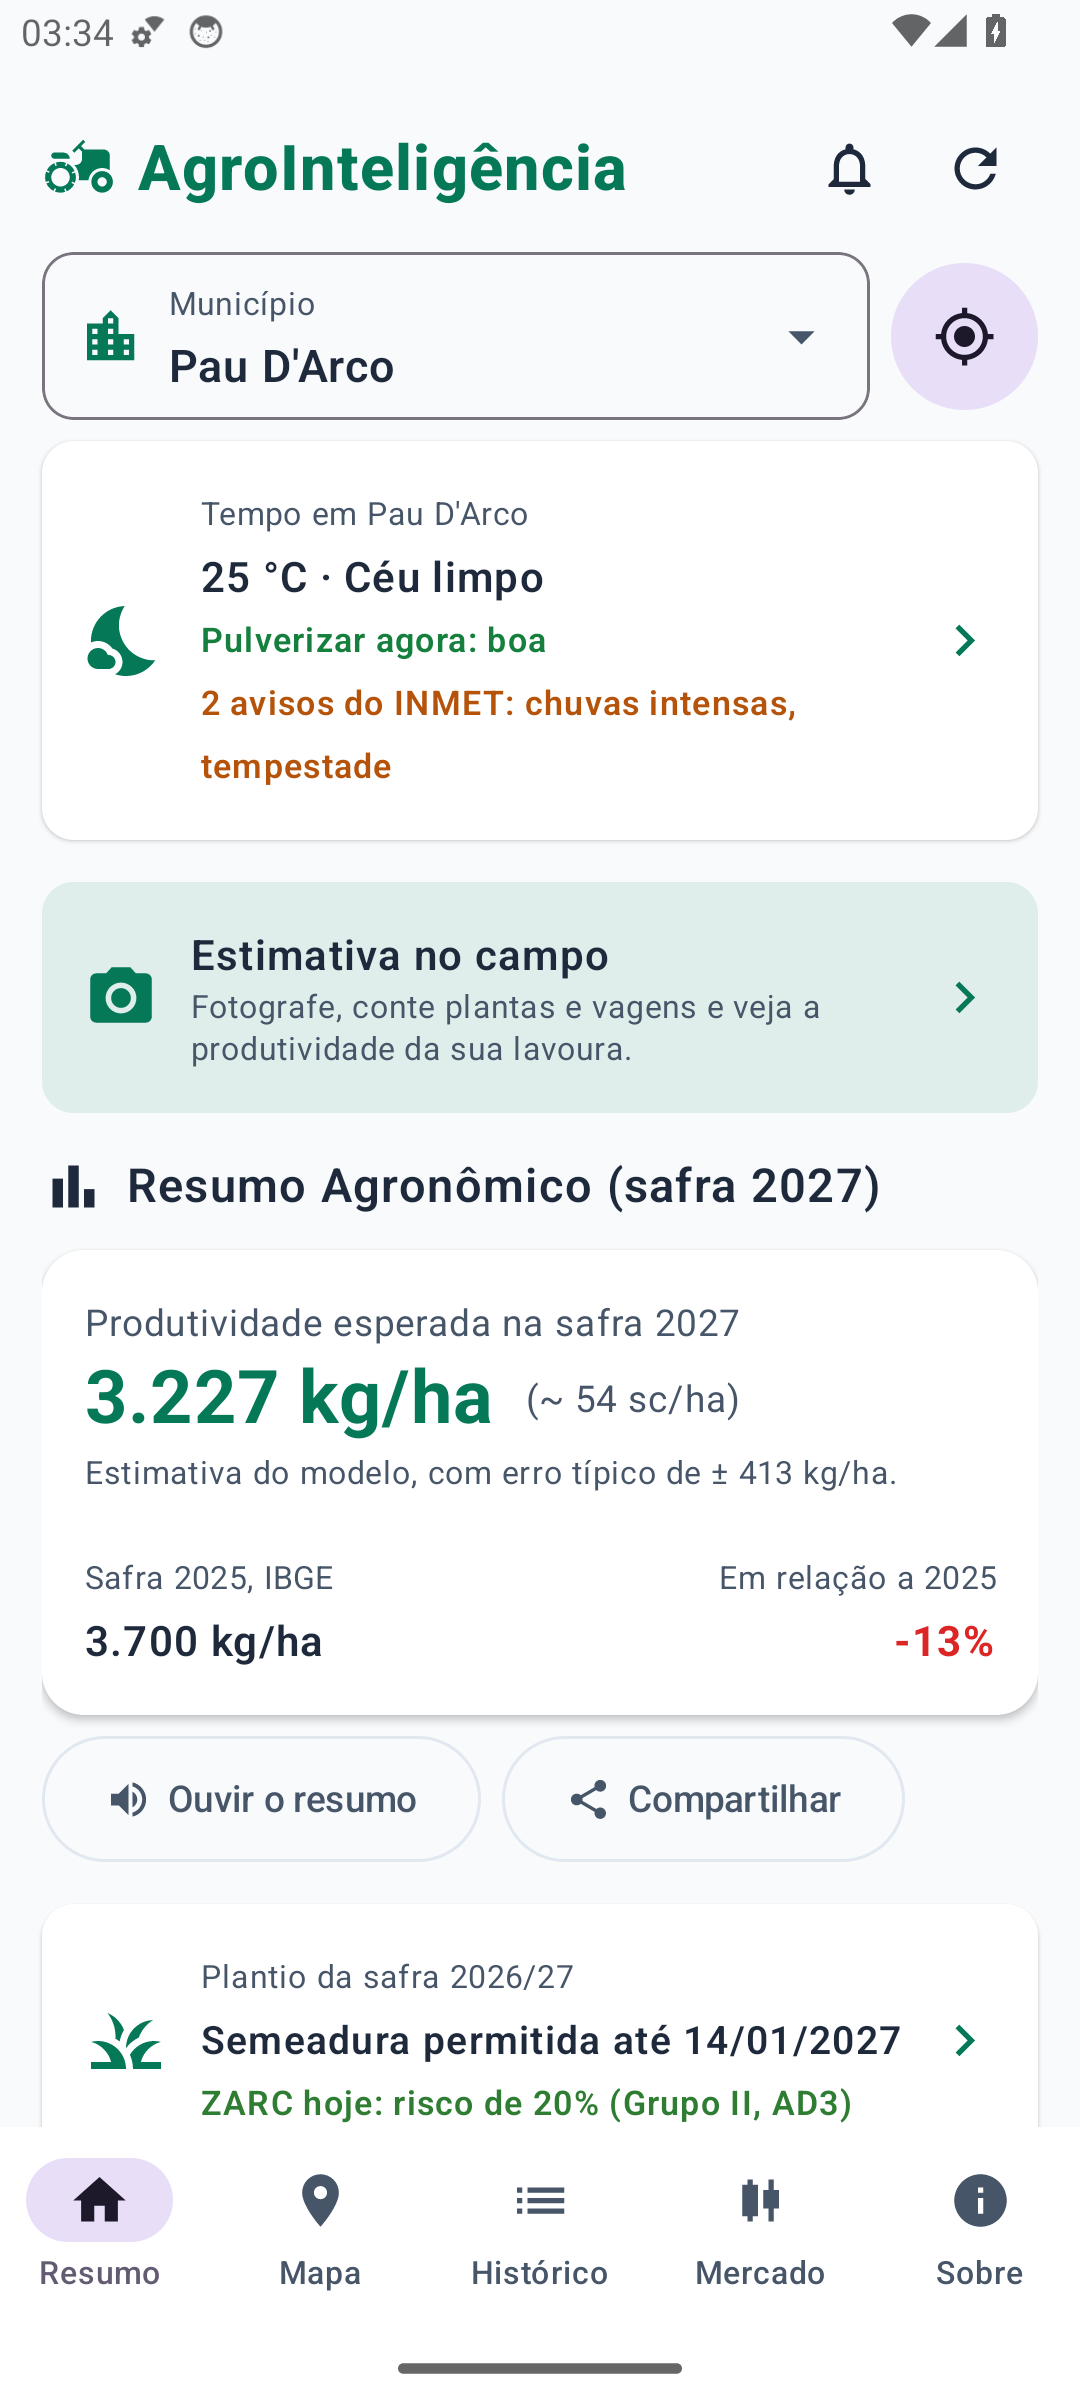 03:34
AgroInteligência
Município
Pau D'Arco
Tempo em Pau D'Arco
25 °C · Céu limpo
Pulverizar agora: boa
2 avisos do INMET: chuvas intensas,
tempestade
Estimativa no campo
Fotografe, conte plantas e vagens e veja a
produtividade da sua lavoura.
Resumo Agronômico (safra 2027)
Produtividade esperada na safra 2027
3.227 kg/ha (~ 54 sc/ha)
Estimativa do modelo, com erro típico de ± 413 kg/ha.
Safra 2025, IBGE
Em relação a 2025
3.700 kg/ha
-13%
Ouvir o resumo
Compartilhar
Plantio da safra 2026/27
Semeadura permitida até 14/01/2027
ZARC hoje: risco de 20% (Grupo II, AD3)
Resumo
Mapa
Histórico
Mercado
Sobre